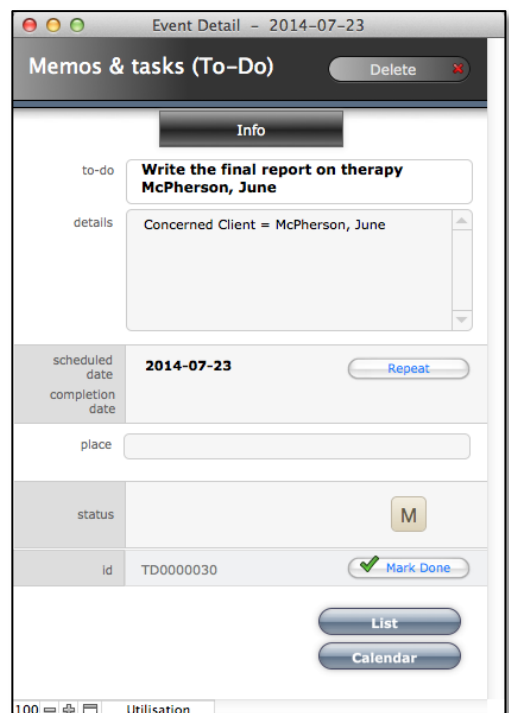 Event Detail – 2014-07-23
Memos & tasks (To-Do)
Delete
Info
to-do
Write the final report on therapy
McPherson, June
details
Concerned Client = McPherson, June
scheduled
date
2014-07-23
Repeat
completion
date
place
status
M
id
TD0000030
Mark Done
List
Calendar
100
Utilisation